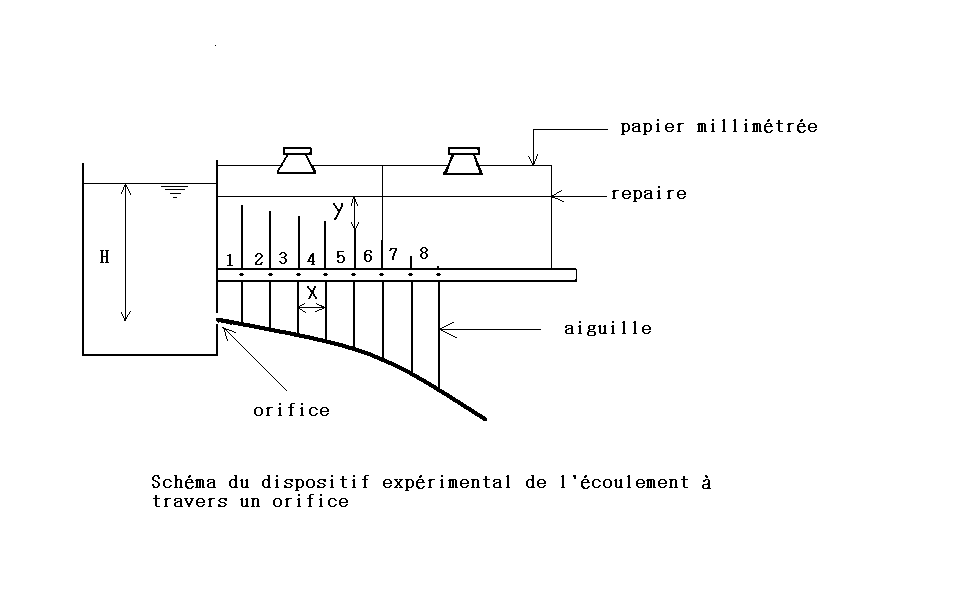 papier millimétrée
repaire
y
H
1 2 3 4 5 6 7 8
X
aiguille
orifice
Schéma du dispositif expérimental de l'écoulement à
travers un orifice